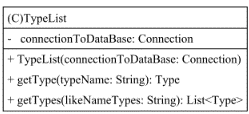 (C)TypeList
- connectionToDataBase: Connection
+ TypeList(connectionToDataBase: Connection)
+ getType(typeName: String): Type
+ getTypes(likeNameTypes: String): List<Type>